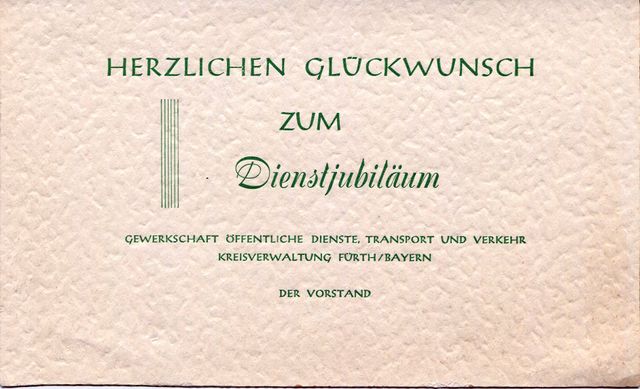 HERZLICHEN GLÜCKWUNSCH
ZUM
Dienstjubiläum
GEWERKSCHAFT ÖFFENTLICHE DIENSTE, TRANSPORT UND VERKEHR
KREISVERWALTUNG FÜRTH/BAYERN
DER VORSTAND